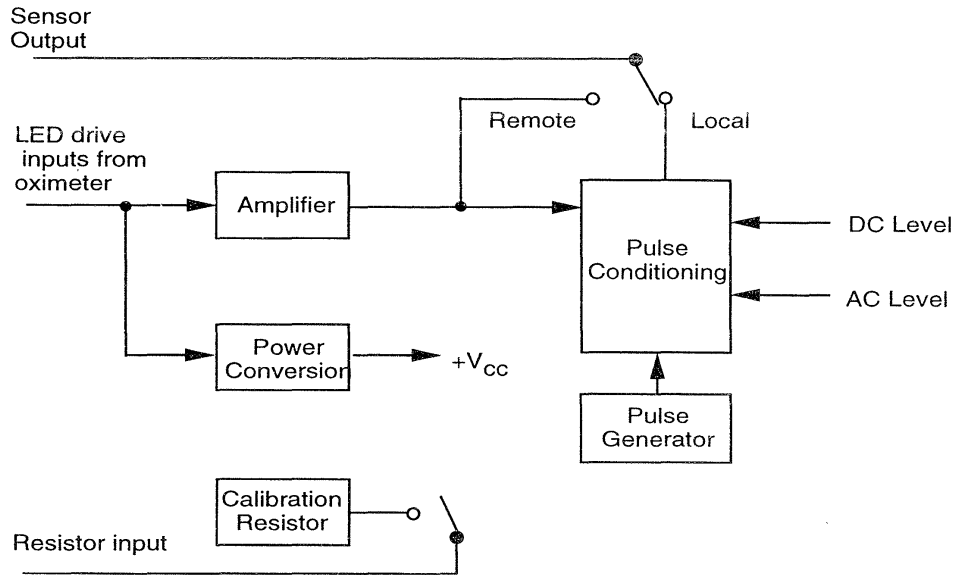 Sensor
Output
Remote
Local
LED drive
inputs from
oximeter
Amplifier
Pulse
Conditioning
DC Level
AC Level
Power
Conversion
+VCC
Pulse
Generator
Calibration
Resistor
Resistor input